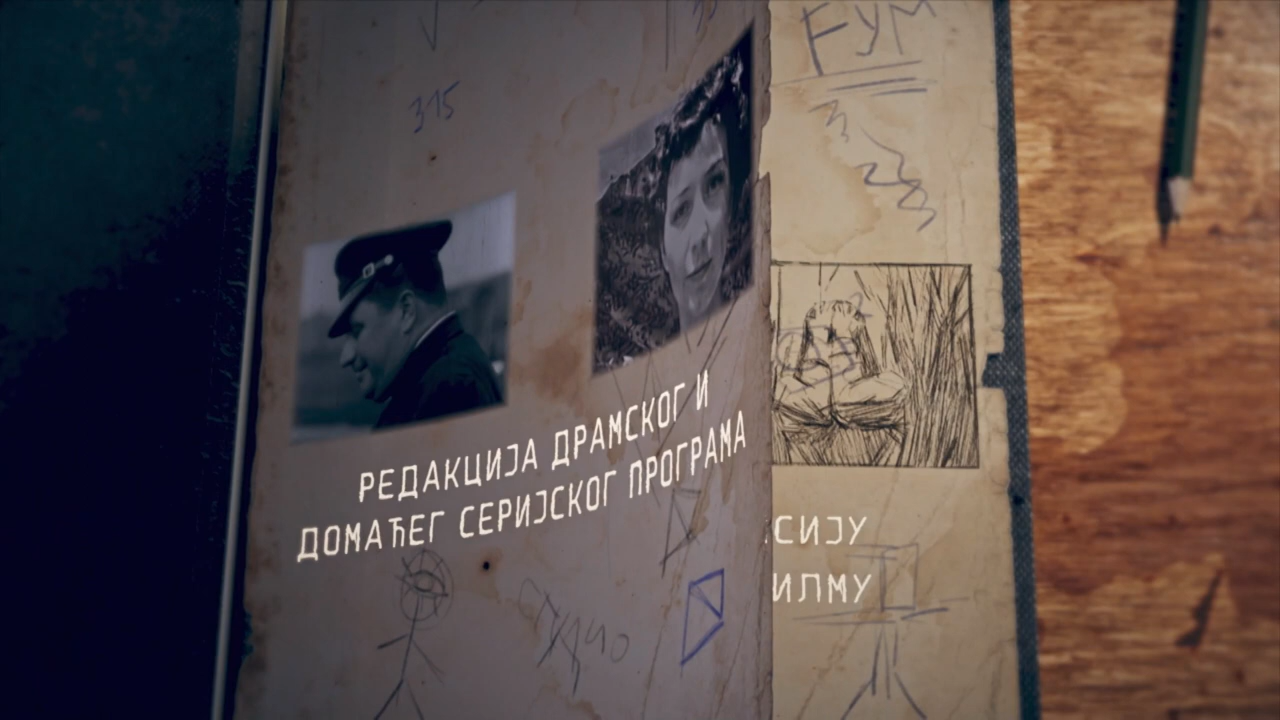 315
РЕДАКЦИЈА ДРАМСКОГ И
ДОМАЋЕГ СЕРИЈСКОГ ПРОГРАМА
СИЈУ
ИЛМУ